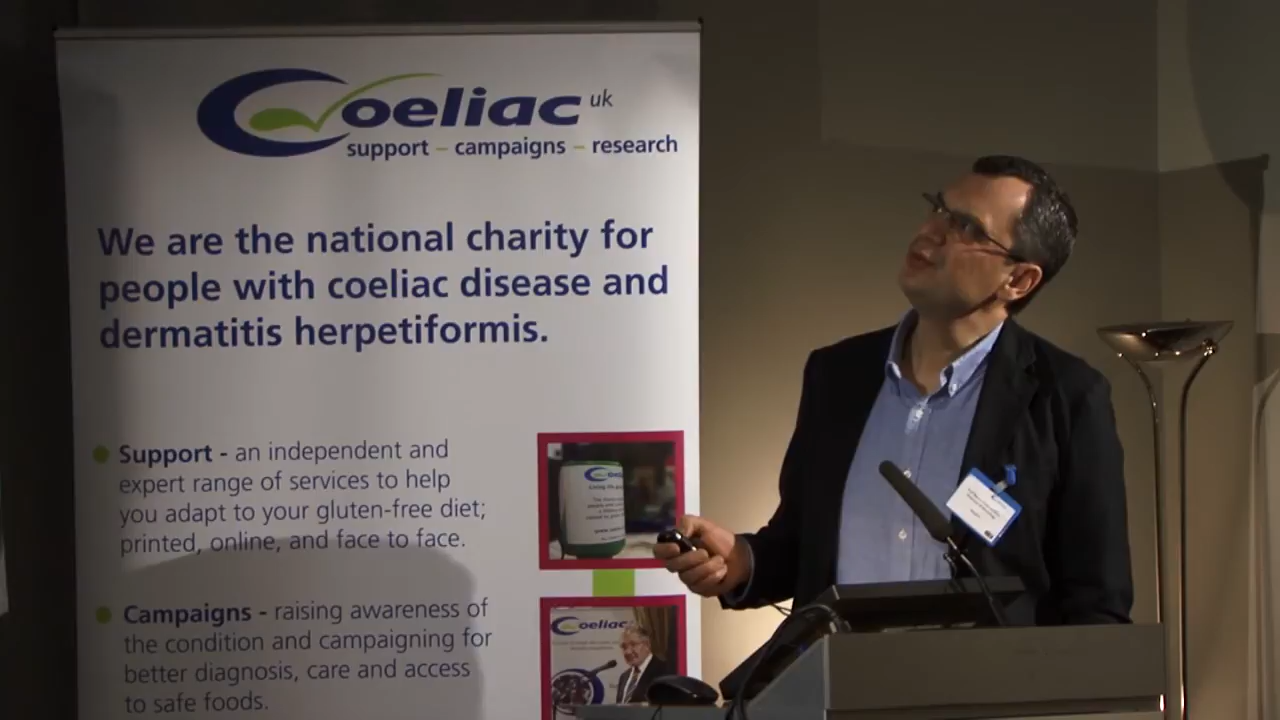 Coeliac uk
support – campaigns – research
We are the national charity for
people with coeliac disease and
dermatitis herpetiformis.
Support - an independent and
expert range of services to help
you adapt to your gluten-free diet;
printed, online, and face to face.
Campaigns - raising awareness of
the condition and campaigning for
better diagnosis, care and access
to safe foods.
Coeliac